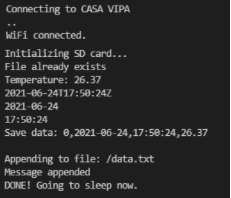 Connecting to CASA VIPA
..
WiFi connected.
Initializing SD card...
File already exists
Temperature: 26.37
2021-06-24T17:50:24Z
2021-06-24
17:50:24
Save data: 0,2021-06-24,17:50:24,26.37
Appending to file: /data.txt
Message appended
DONE! Going to sleep now.